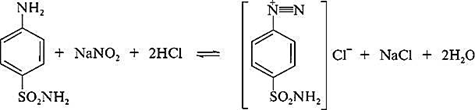 NH₂
+ NaNO₂ + 2HCl ⇌
SO₂NH₂
N⁺≡N
SO₂NH₂
Cl⁻ + NaCl + 2H₂O